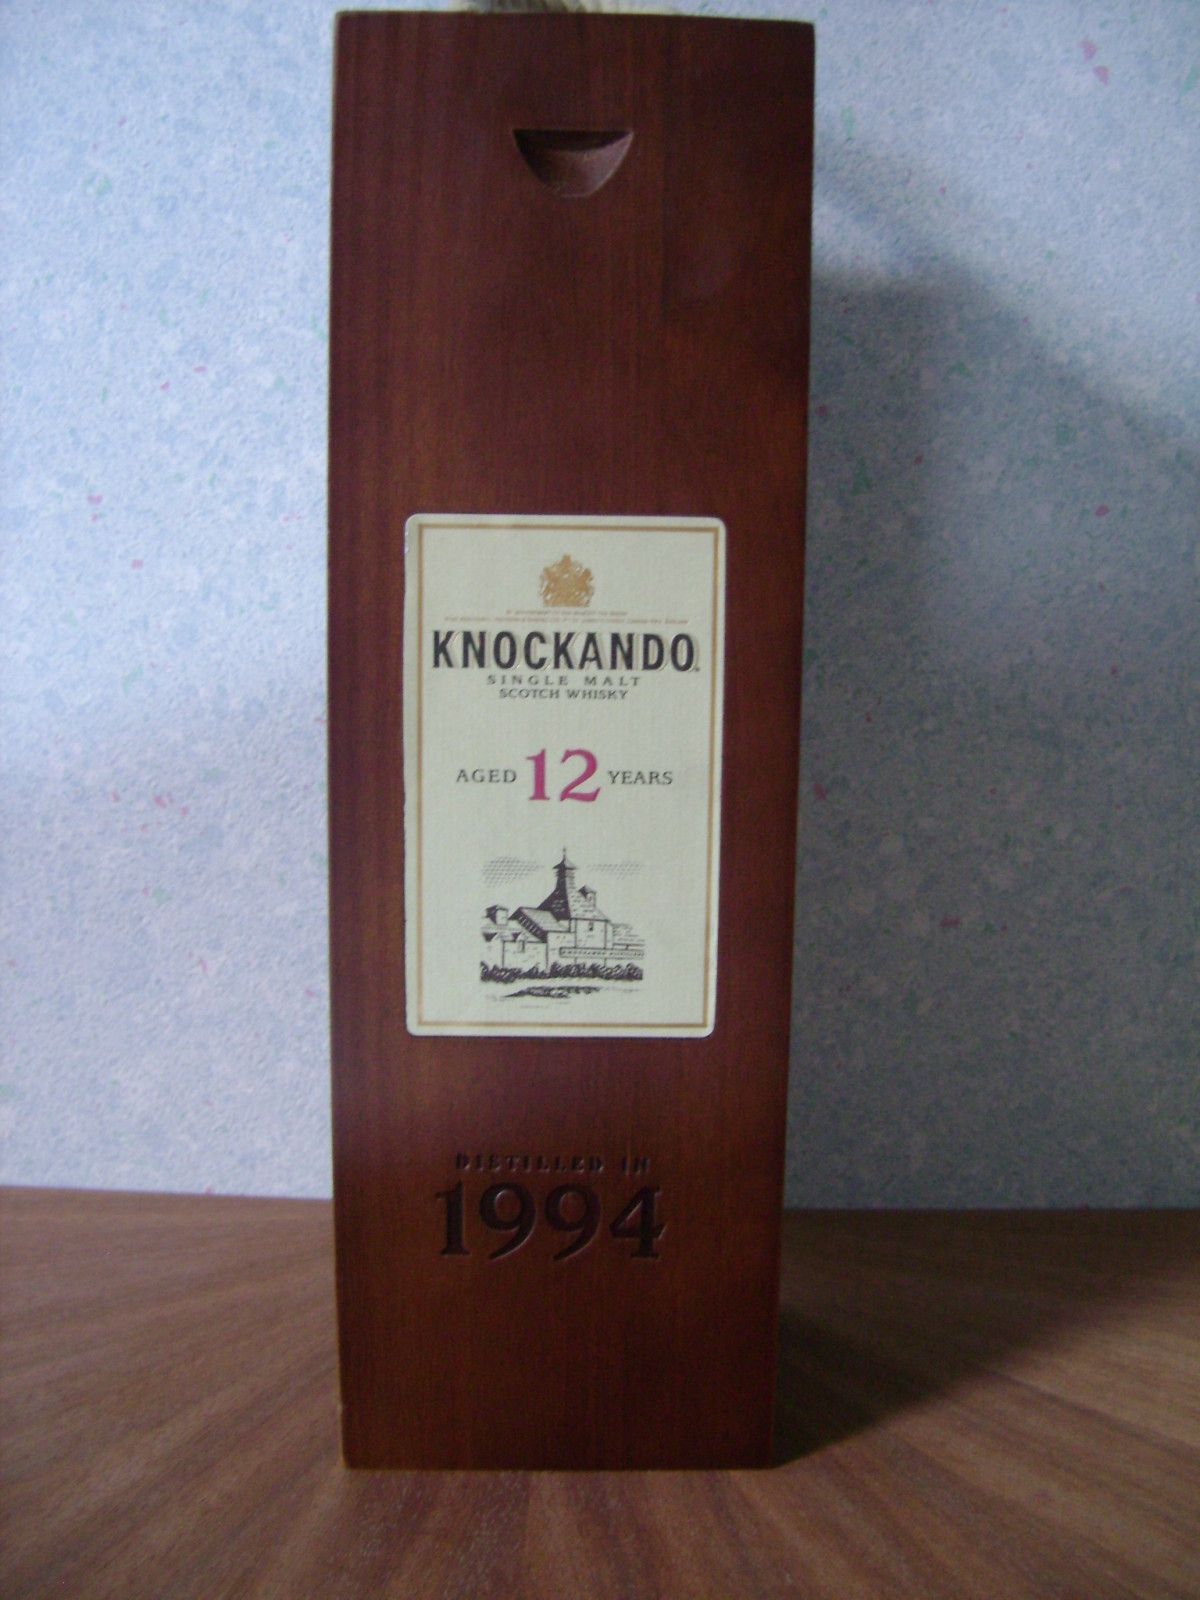 KNOCKANDO
SINGLE MALT
SCOTCH WHISKY
AGED 12 YEARS
DISTILLED IN
1994